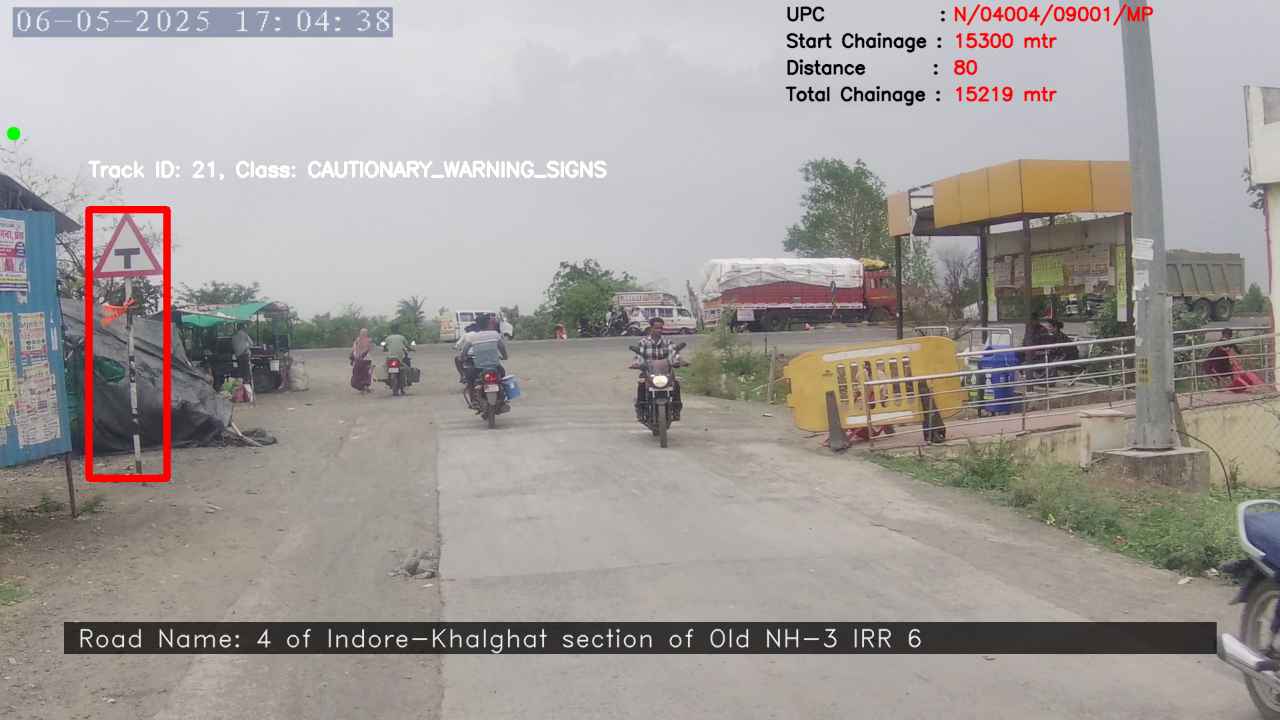 06-05-2025 17:04:38
UPC : N/04004/09001/MP
Start Chainage : 15300 mtr
Distance : 80
Total Chainage : 15219 mtr
Track ID: 21, Class: CAUTIONARY_WARNING_SIGNS
Road Name: 4 of Indore-Khalghat section of Old NH-3 IRR 6